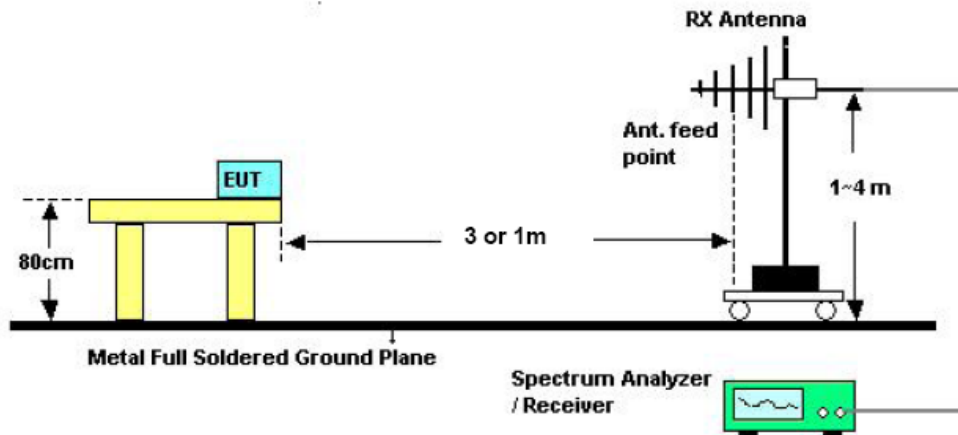 RX Antenna
Ant. feed
point
EUT
1~4 m
3 or 1m
80cm
Metal Full Soldered Ground Plane
Spectrum Analyzer
/ Receiver